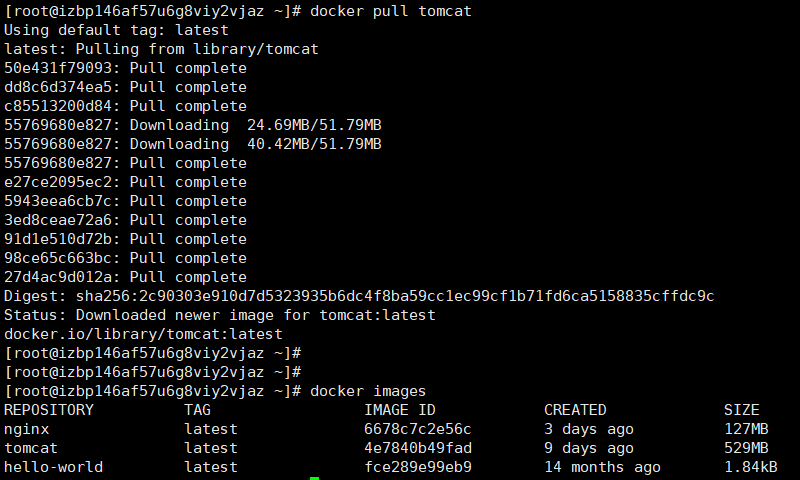 [root@izbp146af57u6g8viy2vjaz ~]# docker pull tomcat
Using default tag: latest
latest: Pulling from library/tomcat
50e431f79093: Pull complete
dd8c6d374ea5: Pull complete
c85513200d84: Pull complete
55769680e827: Downloading  24.69MB/51.79MB
55769680e827: Downloading  40.42MB/51.79MB
55769680e827: Pull complete
e27ce2095ec2: Pull complete
5943eea6cb7c: Pull complete
3ed8ceae72a6: Pull complete
91d1e510d72b: Pull complete
98ce65c663bc: Pull complete
27d4ac9d012a: Pull complete
Digest: sha256:2c90303e910d7d5323935b6dc4f8ba59cc1ec99cf1b71fd6ca5158835cffdc9c
Status: Downloaded newer image for tomcat:latest
docker.io/library/tomcat:latest
[root@izbp146af57u6g8viy2vjaz ~]#
[root@izbp146af57u6g8viy2vjaz ~]#
[root@izbp146af57u6g8viy2vjaz ~]# docker images
REPOSITORY          TAG                 IMAGE ID            CREATED             SIZE
nginx               latest              6678c7c2e56c        3 days ago          127MB
tomcat              latest              4e7840b49fad        9 days ago          529MB
hello-world         latest              fce289e99eb9        14 months ago       1.84kB